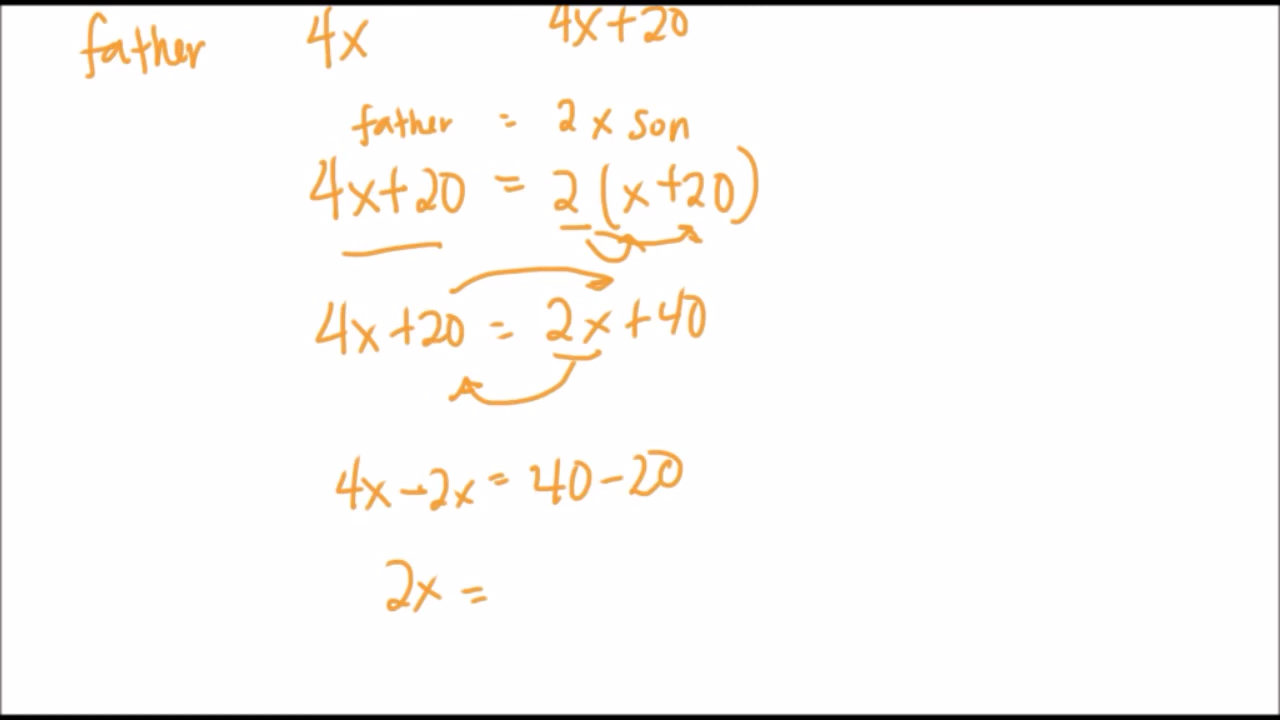 father 4x 4x+20
father = 2 x son
4x+20 = 2(x+20)
4x+20 = 2x+40
4x-2x = 40-20
2x =